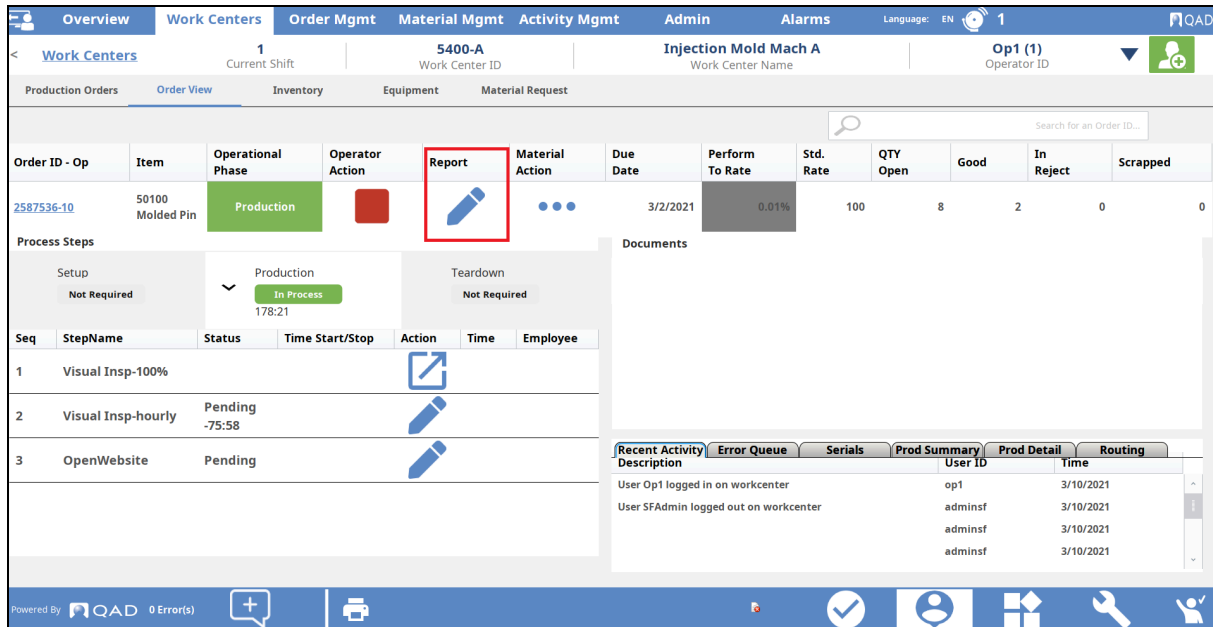 Overview Work Centers Order Mgmt Material Mgmt Activity Mgmt Admin Alarms Language: EN 1 QAD
< Work Centers 1 5400-A Injection Mold Mach A Op1 (1)
Current Shift Work Center ID Work Center Name Operator ID
Production Orders Order View Inventory Equipment Material Request
Search for an Order ID...
Order ID - Op Item Operational Phase Operator Action Report Material Action Due Date Perform To Rate Std. Rate QTY Open Good In Reject Scrapped
2587536-10 50100 Molded Pin Production 3/2/2021 0.01% 100 8 2 0 0
Process Steps Documents
Setup Production Teardown
Not Required In Process Not Required
178:21
Seq StepName Status Time Start/Stop Action Time Employee
1 Visual Insp-100%
2 Visual Insp-hourly Pending -75:58
3 OpenWebsite Pending
Recent Activity Error Queue Serials Prod Summary Prod Detail Routing
Description User ID Time
User Op1 logged in on workcenter op1 3/10/2021
User SFAdmin logged out on workcenter adminsf 3/10/2021
adminsf 3/10/2021
adminsf 3/10/2021
Powered By QAD 0 Error(s)